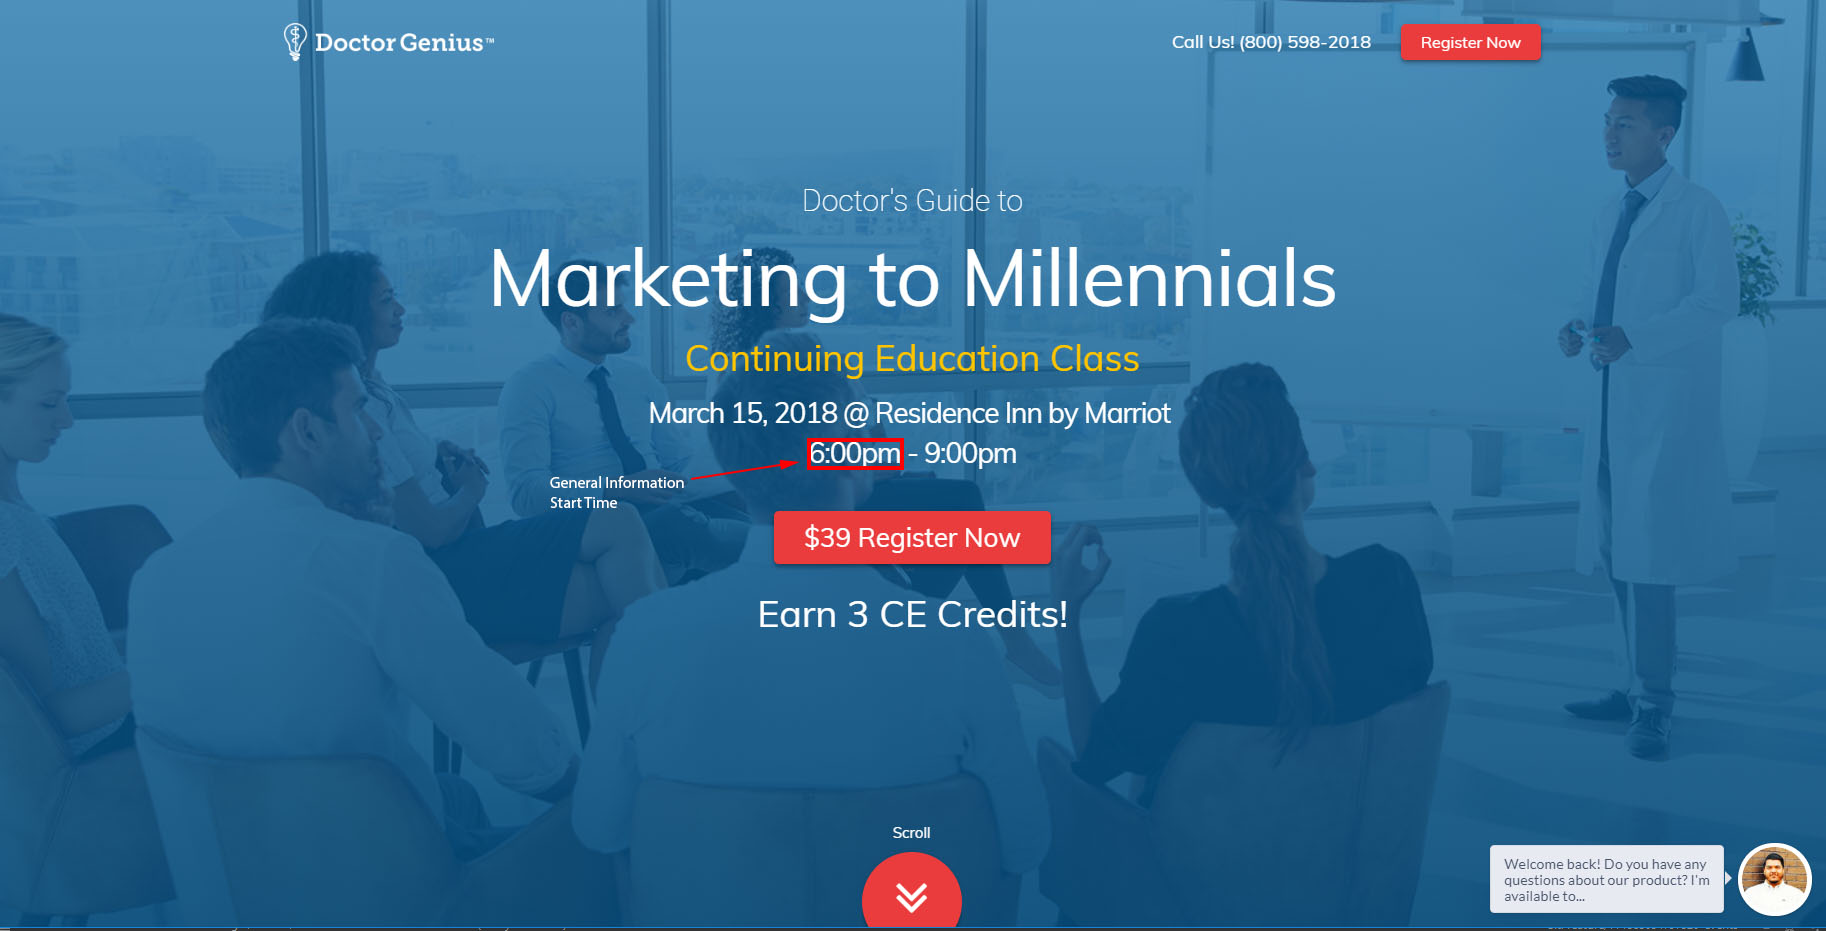 Doctor Genius™
Call Us! (800) 598-2018
Register Now
Doctor's Guide to
Marketing to Millennials
Continuing Education Class
March 15, 2018 @ Residence Inn by Marriot
6:00pm - 9:00pm
General Information
Start Time
$39 Register Now
Earn 3 CE Credits!
Scroll
Welcome back! Do you have any
questions about our product? I'm
available to...